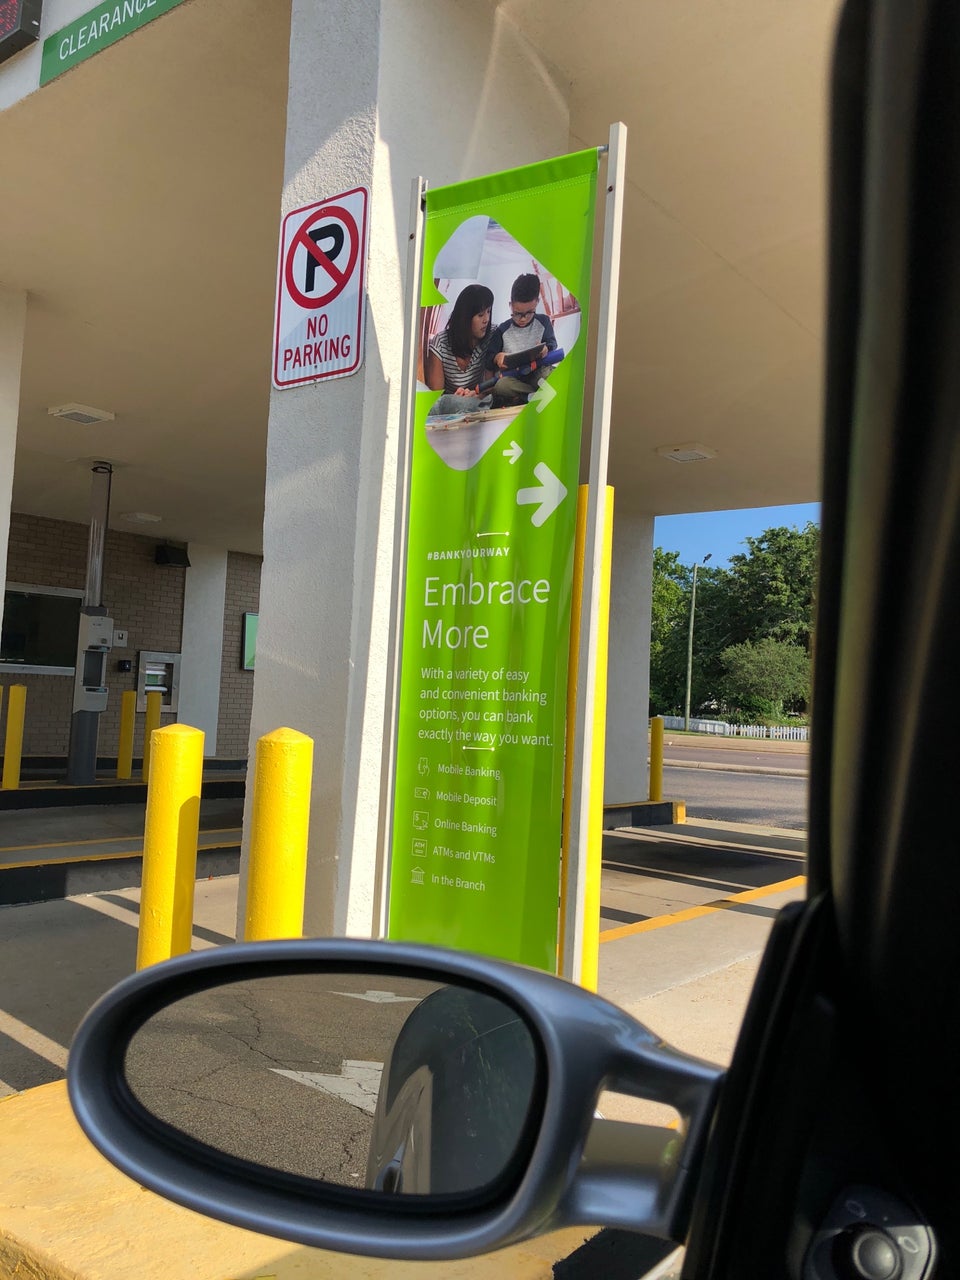 CLEARANCE
P
NO
PARKING
#BANKYOURWAY
Embrace
More
With a variety of easy
and convenient banking
options, you can bank
exactly the way you want.
Mobile Banking
Mobile Deposit
Online Banking
ATM
ATMs and VTMs
In the Branch